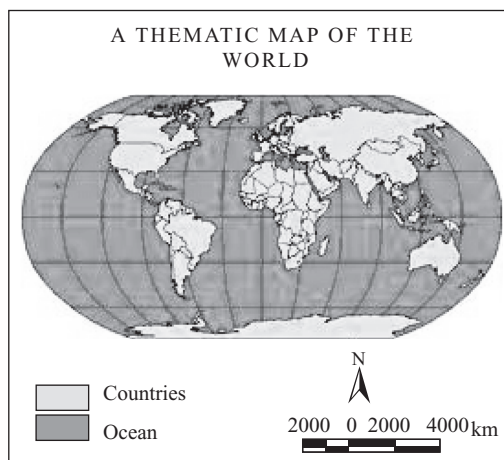 A THEMATIC MAP OF THE
WORLD
Countries
Ocean
N
2000 0 2000 4000 km